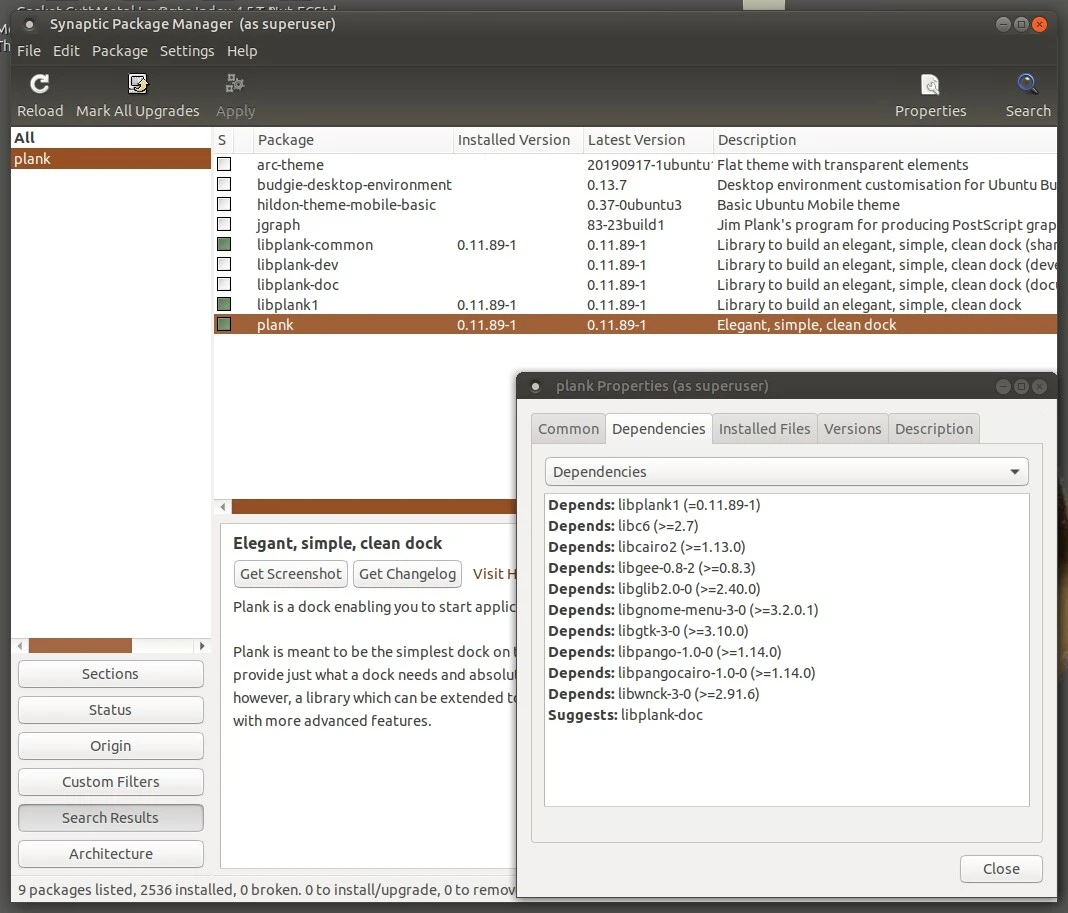 Synaptic Package Manager (as superuser)
File Edit Package Settings Help
Reload Mark All Upgrades Apply Properties Search
All
plank
S Package Installed Version Latest Version Description
arc-theme 20190917-1ubuntu Flat theme with transparent elements
budgie-desktop-environment 0.13.7 Desktop environment customisation for Ubuntu Bu
hildon-theme-mobile-basic 0.37-0ubuntu3 Basic Ubuntu Mobile theme
jgraph 83-23build1 Jim Plank's program for producing PostScript grap
libplank-common 0.11.89-1 0.11.89-1 Library to build an elegant, simple, clean dock (shar
libplank-dev 0.11.89-1 Library to build an elegant, simple, clean dock (deve
libplank-doc 0.11.89-1 Library to build an elegant, simple, clean dock (docu
libplank1 0.11.89-1 0.11.89-1 Library to build an elegant, simple, clean dock
plank 0.11.89-1 0.11.89-1 Elegant, simple, clean dock
Elegant, simple, clean dock
Get Screenshot Get Changelog Visit H
Plank is a dock enabling you to start applic
Plank is meant to be the simplest dock on t
provide just what a dock needs and absolu
however, a library which can be extended to
with more advanced features.
Sections
Status
Origin
Custom Filters
Search Results
Architecture
9 packages listed, 2536 installed, 0 broken. 0 to install/upgrade, 0 to remov
plank Properties (as superuser)
Common Dependencies Installed Files Versions Description
Dependencies
Depends: libplank1 (=0.11.89-1)
Depends: libc6 (>=2.7)
Depends: libcairo2 (>=1.13.0)
Depends: libgee-0.8-2 (>=0.8.3)
Depends: libglib2.0-0 (>=2.40.0)
Depends: libgnome-menu-3-0 (>=3.2.0.1)
Depends: libgtk-3-0 (>=3.10.0)
Depends: libpango-1.0-0 (>=1.14.0)
Depends: libpangocairo-1.0-0 (>=1.14.0)
Depends: libwnck-3-0 (>=2.91.6)
Suggests: libplank-doc
Close